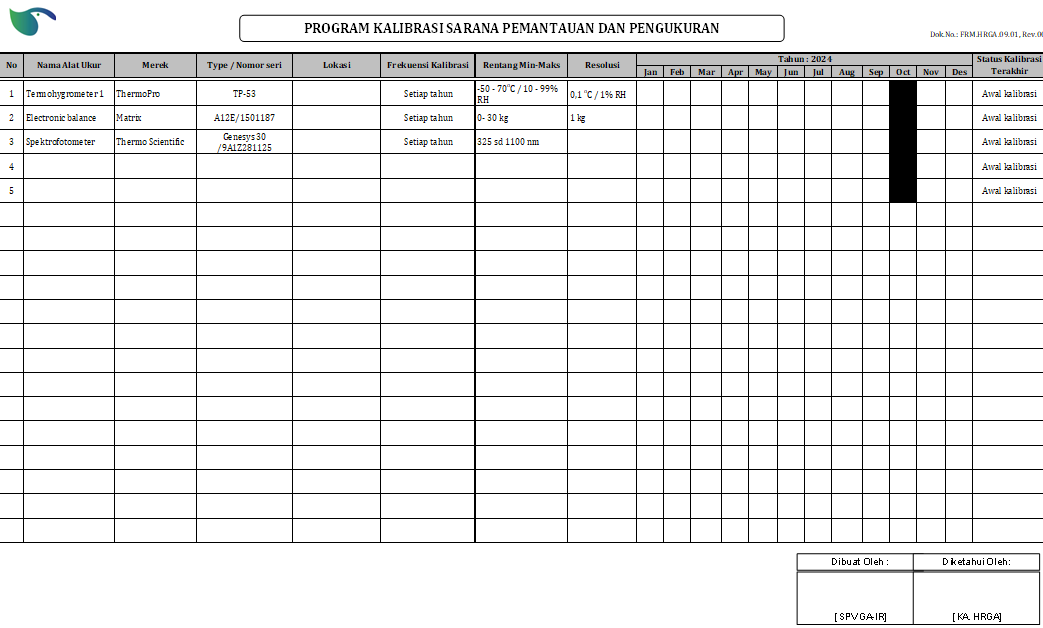 PROGRAM KALIBRASI SARANA PEMANTAUAN DAN PENGUKURAN
Dok.No.: FRM.HRGA.09.01, Rev.00
No Nama Alat Ukur Merek Type / Nomor seri Lokasi Frekuensi Kalibrasi Rentang Min-Maks Resolusi Tahun : 2024 Status Kalibrasi Terakhir
Jan Feb Mar Apr May Jun Jul Aug Sep Oct Nov Des
1 Termohygrometer 1 ThermoPro TP-53 Setiap tahun -50 - 70°C / 10 - 99% RH 0,1 °C / 1% RH Awal kalibrasi
2 Electronic balance Matrix A12E/1501187 Setiap tahun 0- 30 kg 1 kg Awal kalibrasi
3 Spektrofotometer Thermo Scientific Genesys 30 /9A1Z281125 Setiap tahun 325 sd 1100 nm Awal kalibrasi
4 Awal kalibrasi
5 Awal kalibrasi
Dibuat Oleh : Diketahui Oleh:
[ SPV GA-IR] [ KA. HRGA]